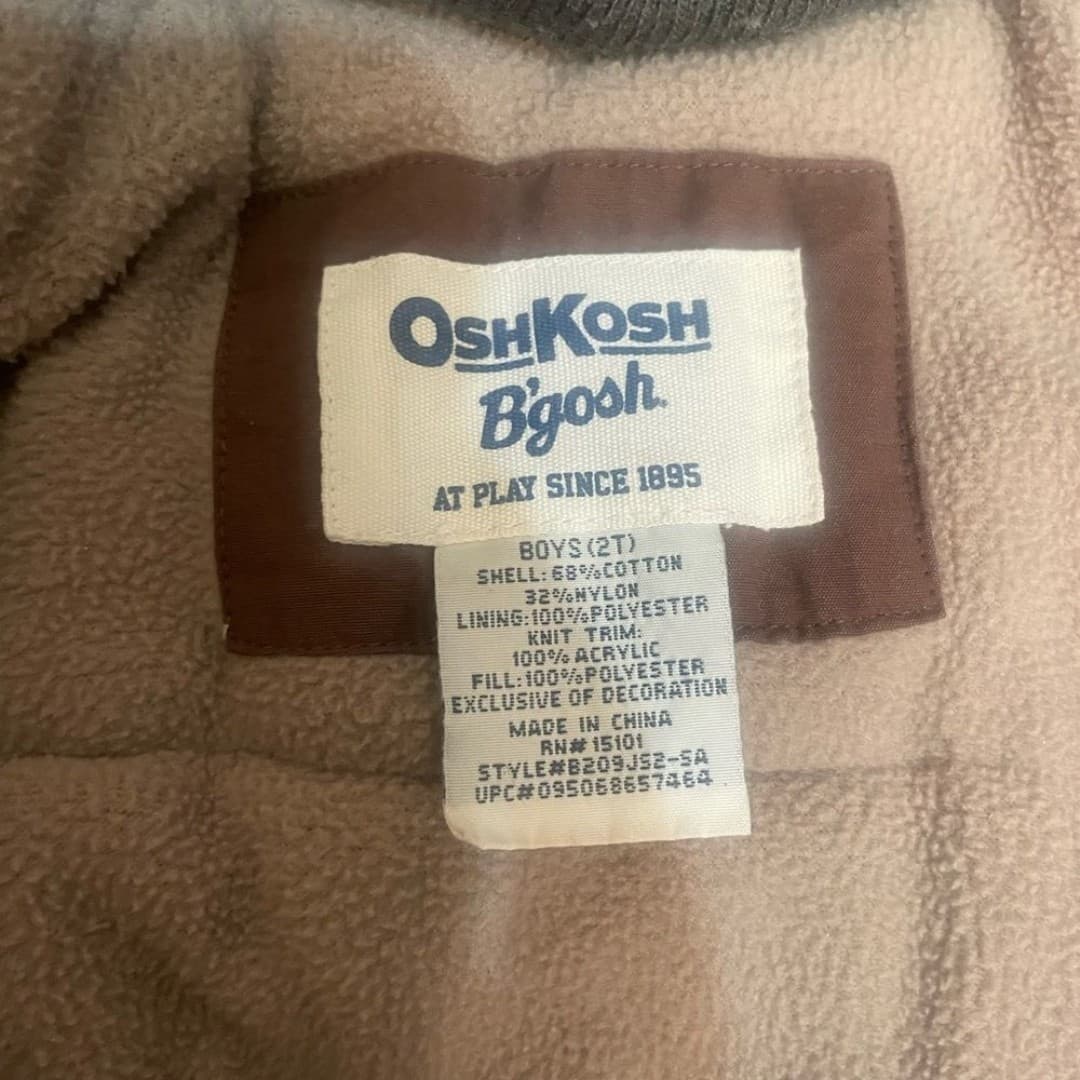 OSHKOSH
B'gosh.
AT PLAY SINCE 1895
BOYS (2T)
SHELL: 68%COTTON
32%NYLON
LINING:100%POLYESTER
KNIT TRIM:
100% ACRYLIC
FILL:100%POLYESTER
EXCLUSIVE OF DECORATION
MADE IN CHINA
RN# 15101
STYLE#B209JS2-SA
UPC#095068657464